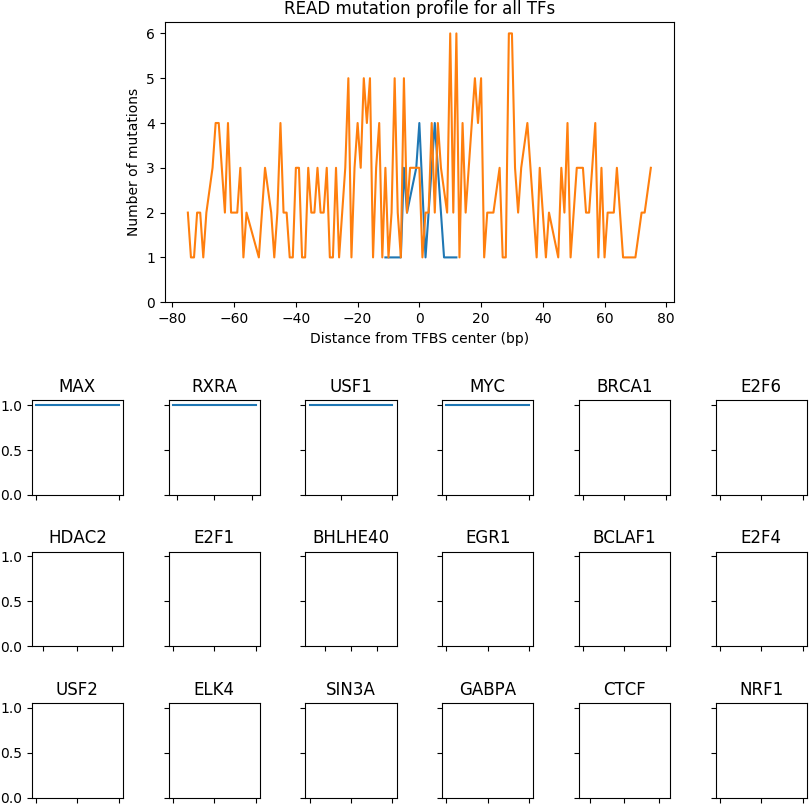 READ mutation profile for all TFs
6
5
4
3
2
1
0
Number of mutations
−80 −60 −40 −20 0 20 40 60 80
Distance from TFBS center (bp)
MAX RXRA USF1 MYC BRCA1 E2F6
1.0
0.5
0.0
HDAC2 E2F1 BHLHE40 EGR1 BCLAF1 E2F4
1.0
0.5
0.0
USF2 ELK4 SIN3A GABPA CTCF NRF1
1.0
0.5
0.0